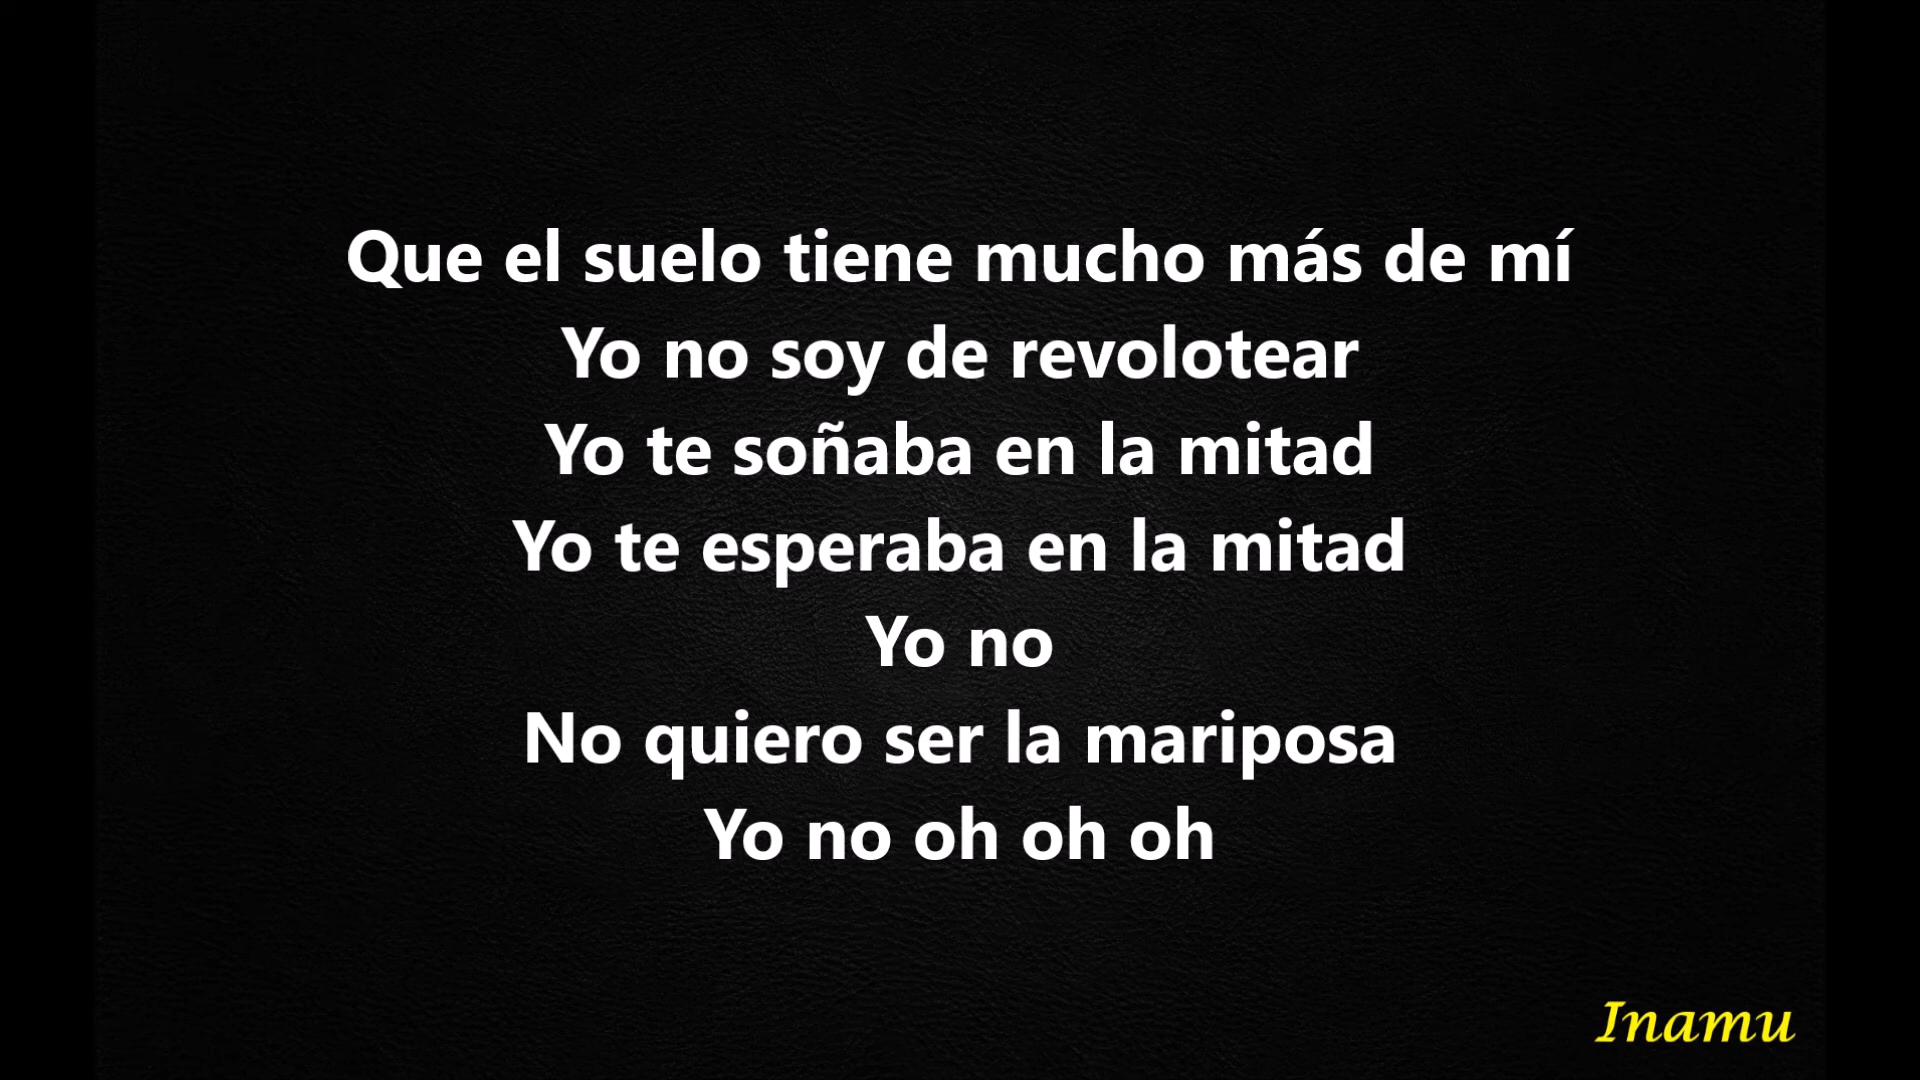 Que el suelo tiene mucho más de mí
Yo no soy de revolotear
Yo te soñaba en la mitad
Yo te esperaba en la mitad
Yo no
No quiero ser la mariposa
Yo no oh oh oh
Inamu